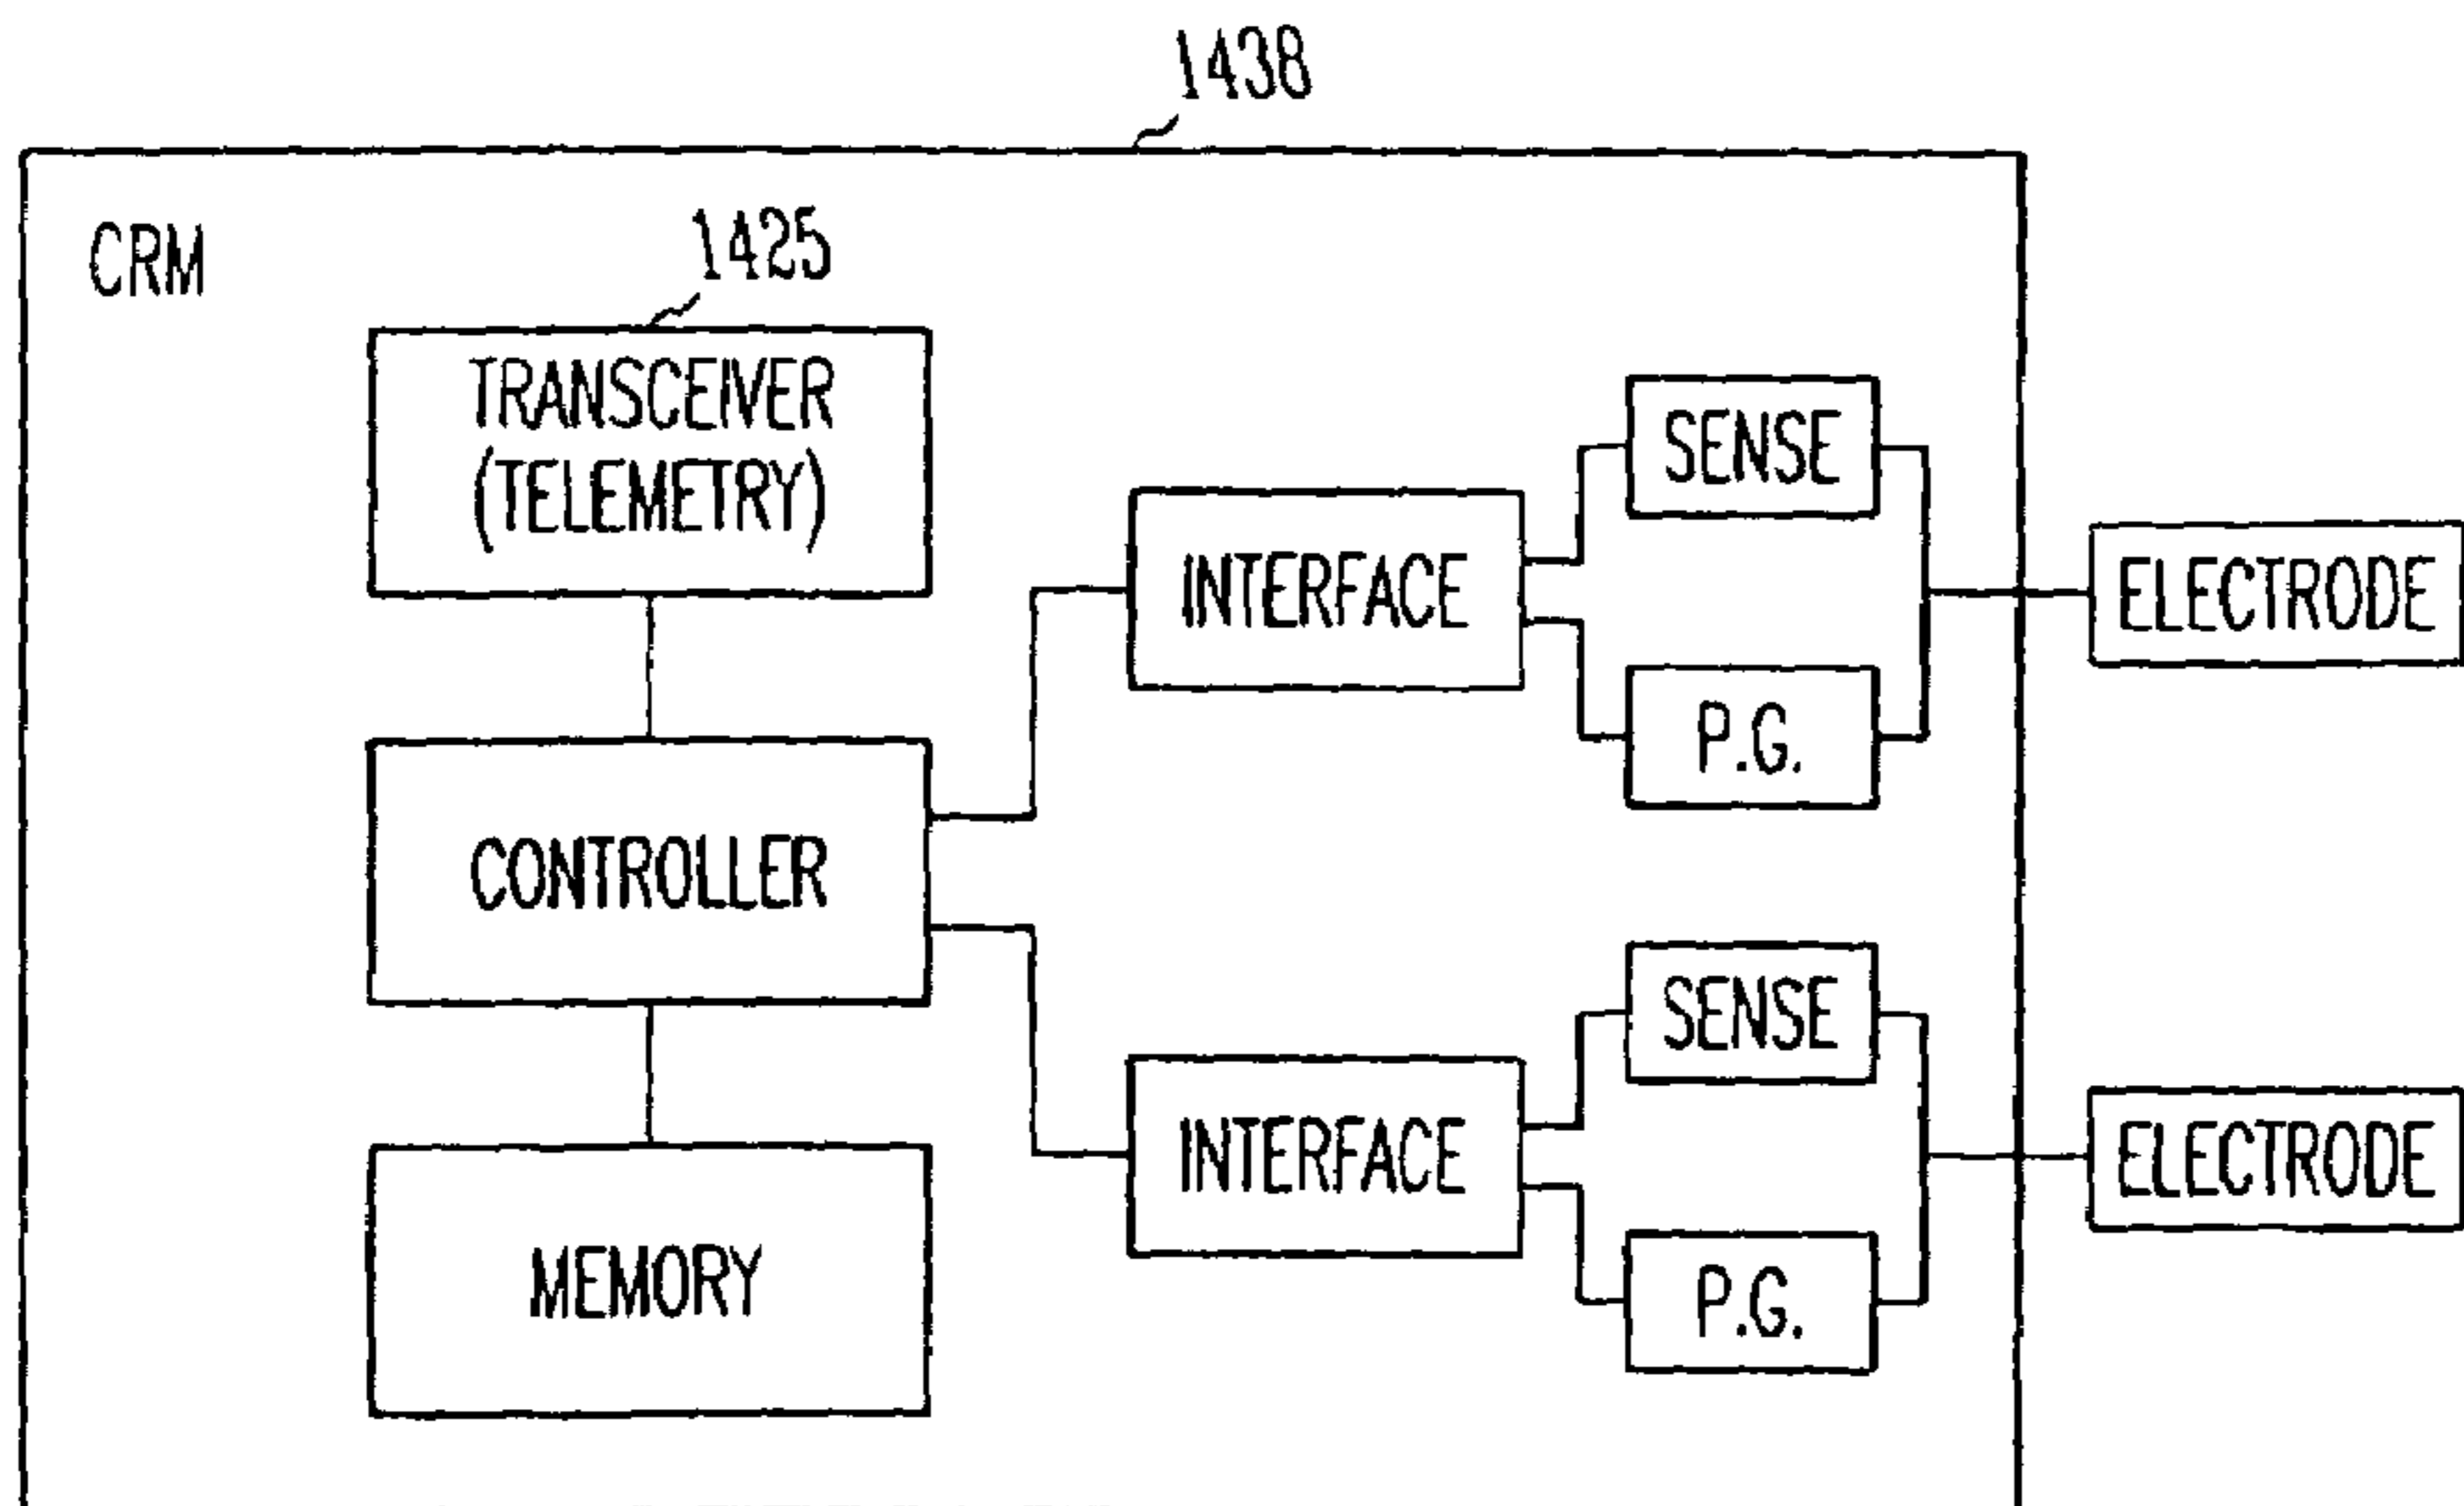 1438
CRM
1425
TRANSCEIVER
(TELEMETRY)
SENSE
INTERFACE
ELECTRODE
P.G.
CONTROLLER
SENSE
INTERFACE
ELECTRODE
P.G.
MEMORY